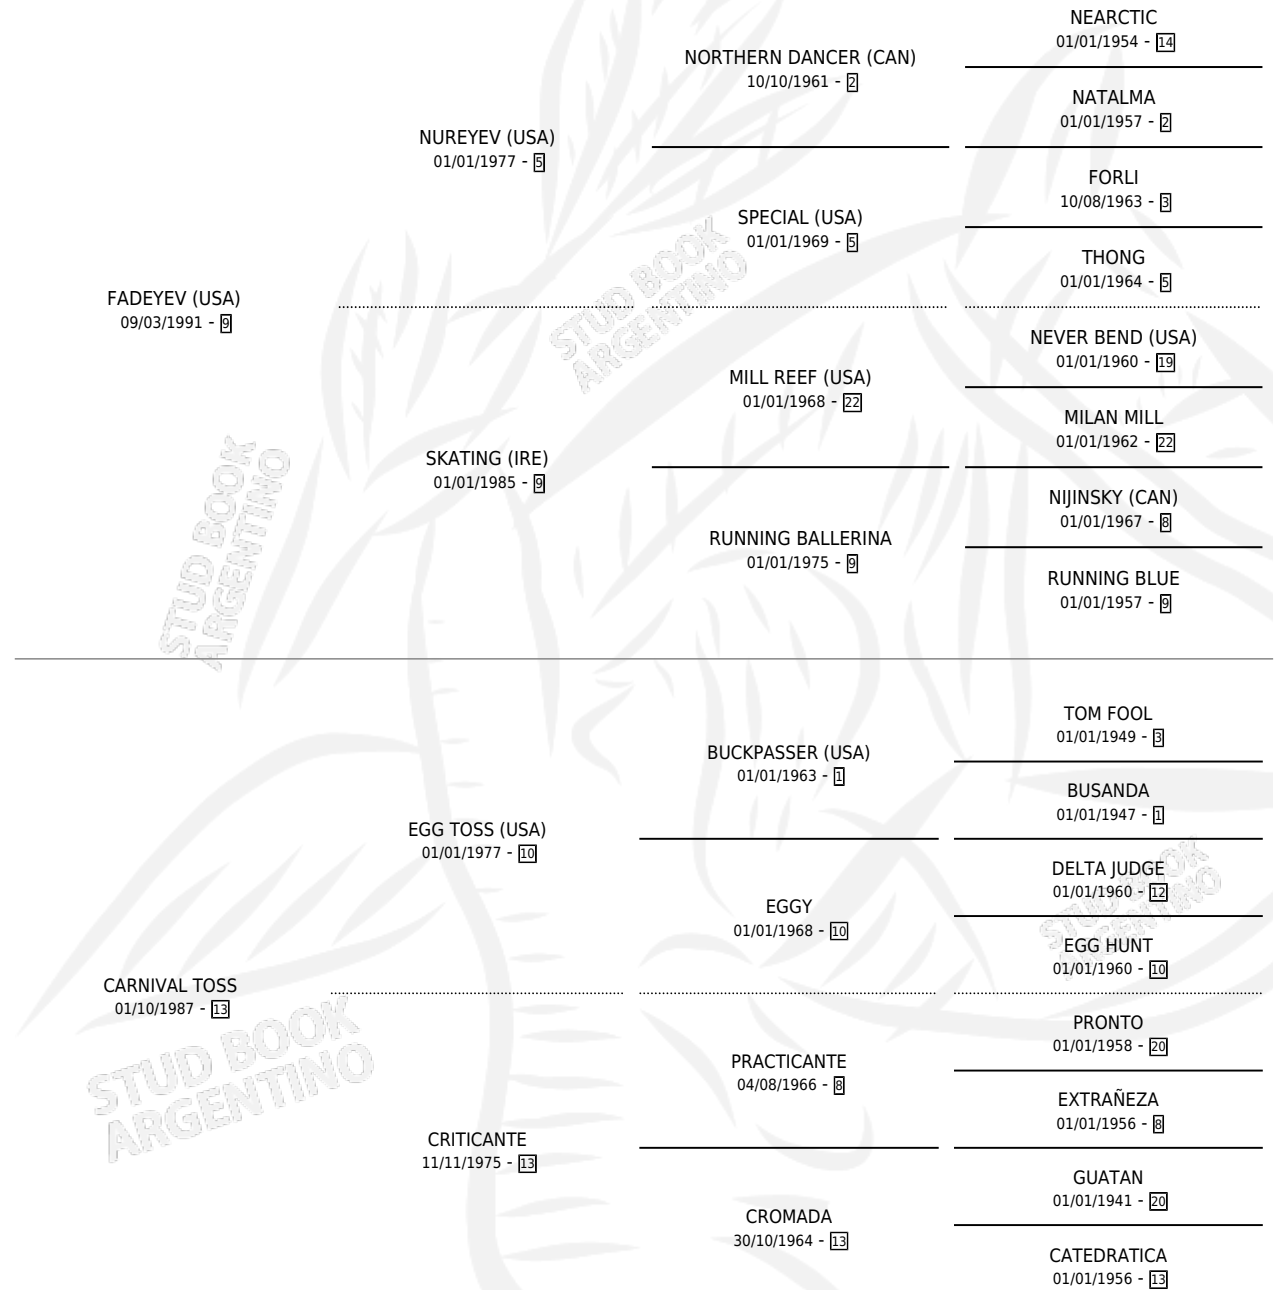 NEARCTIC
01/01/1954 - 14
NORTHERN DANCER (CAN)
10/10/1961 - 2
NATALMA
01/01/1957 - 2
NUREYEV (USA)
01/01/1977 - 5
FORLI
10/08/1963 - 3
SPECIAL (USA)
01/01/1969 - 5
THONG
01/01/1964 - 5
FADEYEV (USA)
09/03/1991 - 9
NEVER BEND (USA)
01/01/1960 - 19
MILL REEF (USA)
01/01/1968 - 22
MILAN MILL
01/01/1962 - 22
SKATING (IRE)
01/01/1985 - 9
NIJINSKY (CAN)
01/01/1967 - 8
RUNNING BALLERINA
01/01/1975 - 9
RUNNING BLUE
01/01/1957 - 9
TOM FOOL
01/01/1949 - 3
BUCKPASSER (USA)
01/01/1963 - 1
BUSANDA
01/01/1947 - 1
EGG TOSS (USA)
01/01/1977 - 10
DELTA JUDGE
01/01/1960 - 12
EGGY
01/01/1968 - 10
EGG HUNT
01/01/1960 - 10
CARNIVAL TOSS
01/10/1987 - 13
PRONTO
01/01/1958 - 20
PRACTICANTE
04/08/1966 - 8
EXTRAÑEZA
01/01/1956 - 8
CRITICANTE
11/11/1975 - 13
GUATAN
01/01/1941 - 20
CROMADA
30/10/1964 - 13
CATEDRATICA
01/01/1956 - 13
STUD BOOK
ARGENTINO
STUD BOOK
ARGENTINO
STUD BOOK
ARGENTINO
STUD BOOK
ARGENTINO